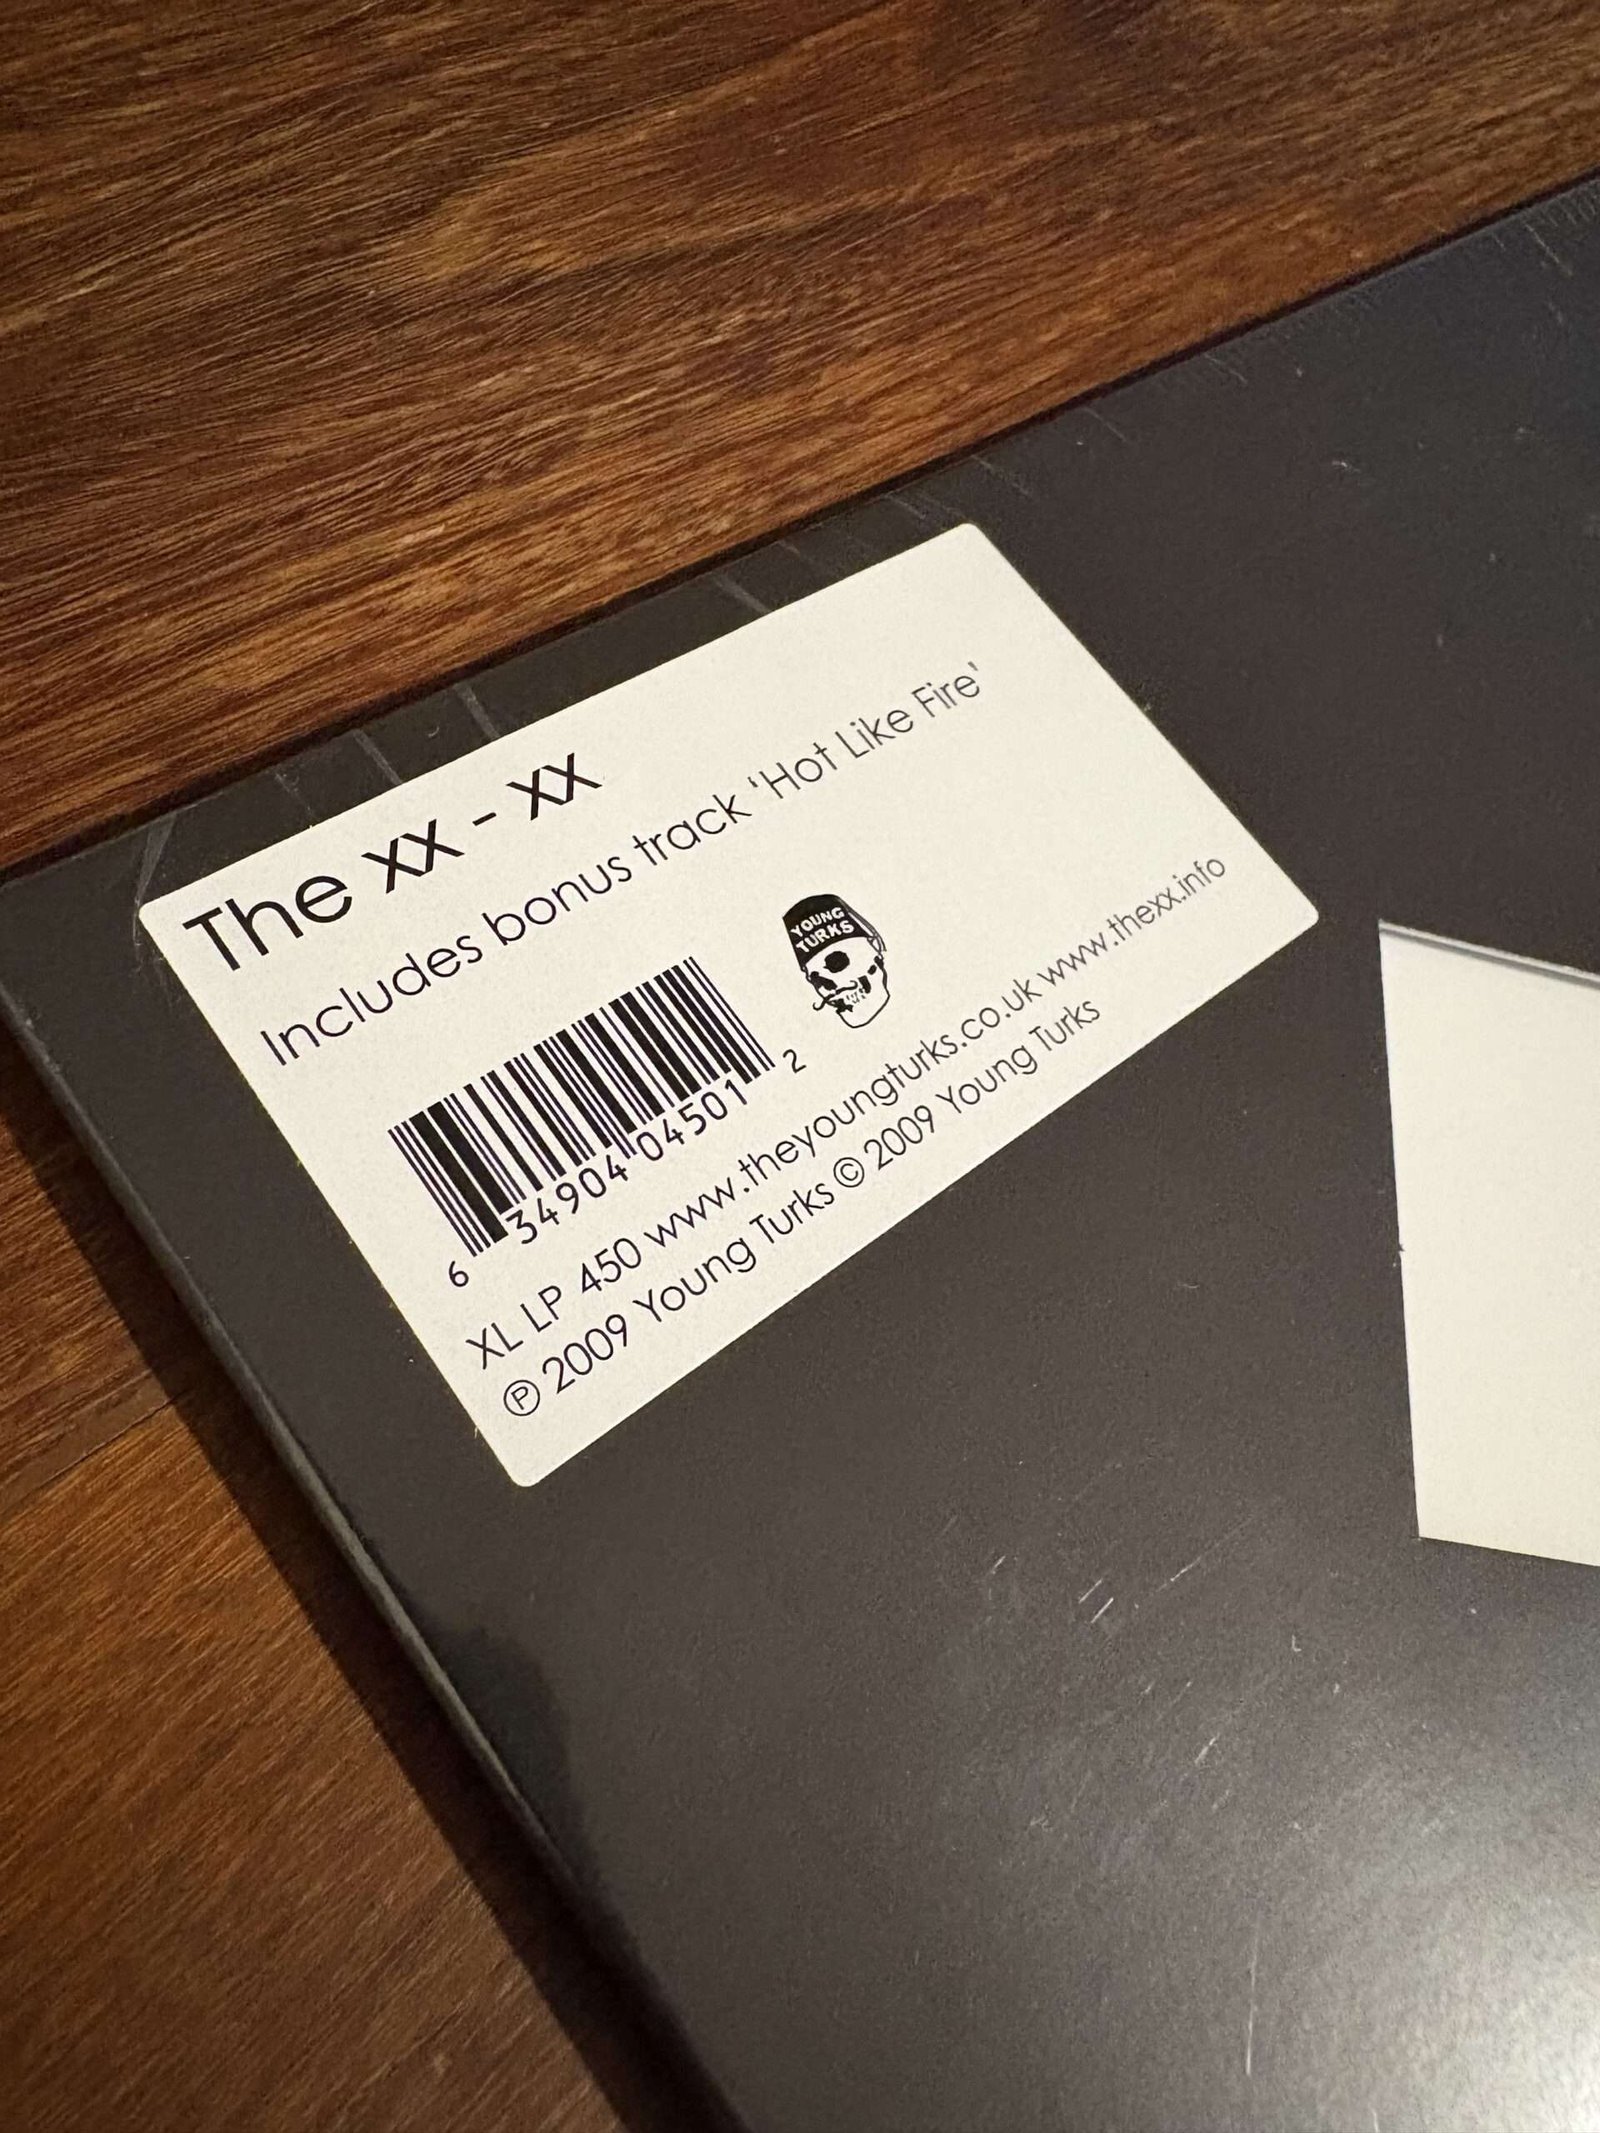 The xx - xx
Includes bonus track 'Hot Like Fire'
YOUNG
TURKS
6 34904 04501 2
XL LP 450 www.theyoungturks.co.uk www.thexx.info
℗ 2009 Young Turks © 2009 Young Turks